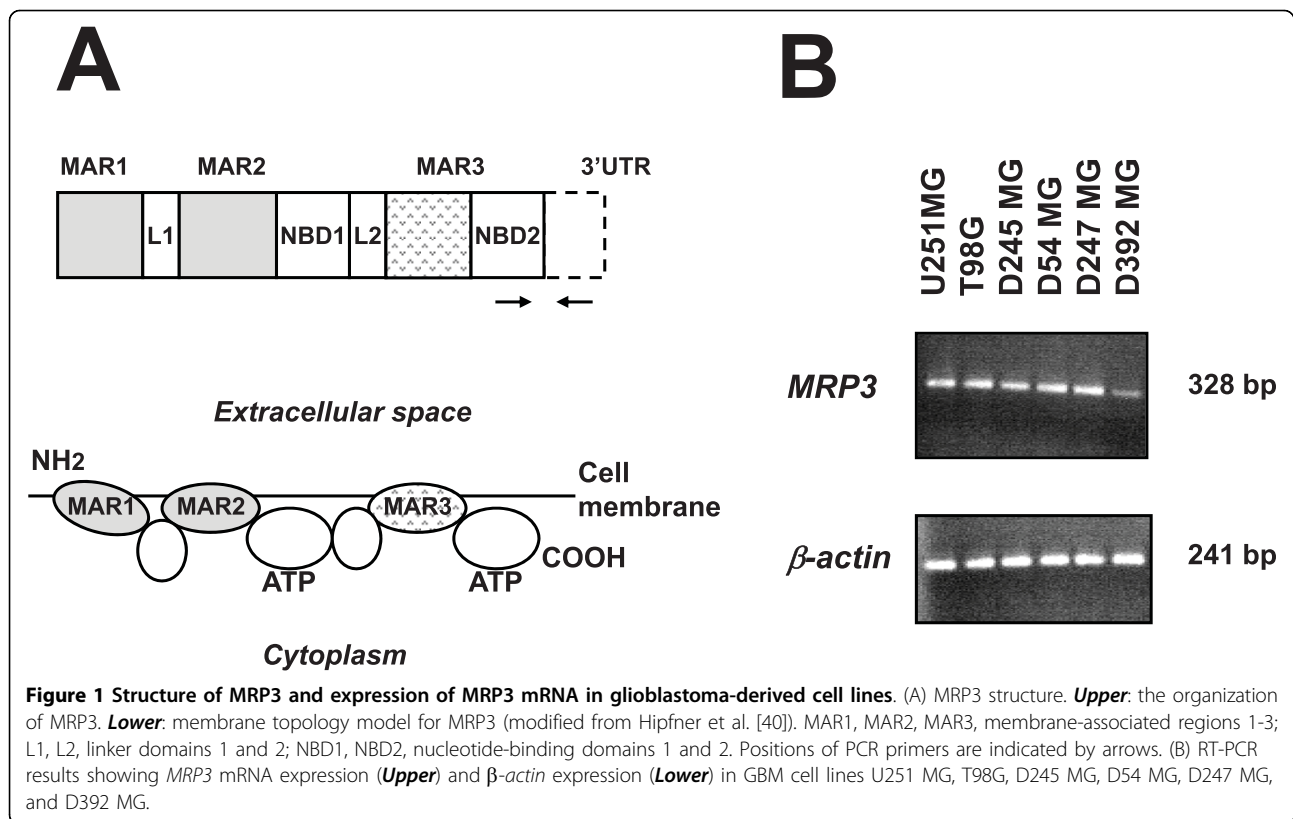 A
B
MAR1 MAR2 MAR3 3'UTR
L1 NBD1 L2 NBD2
Extracellular space
NH2
MAR1 MAR2 MAR3
Cell
membrane
ATP ATP COOH
Cytoplasm
U251MG
T98G
D245 MG
D54 MG
D247 MG
D392 MG
MRP3 328 bp
β-actin 241 bp
Figure 1 Structure of MRP3 and expression of MRP3 mRNA in glioblastoma-derived cell lines. (A) MRP3 structure. Upper: the organization
of MRP3. Lower: membrane topology model for MRP3 (modified from Hipfner et al. [40]). MAR1, MAR2, MAR3, membrane-associated regions 1-3;
L1, L2, linker domains 1 and 2; NBD1, NBD2, nucleotide-binding domains 1 and 2. Positions of PCR primers are indicated by arrows. (B) RT-PCR
results showing MRP3 mRNA expression (Upper) and β-actin expression (Lower) in GBM cell lines U251 MG, T98G, D245 MG, D54 MG, D247 MG,
and D392 MG.